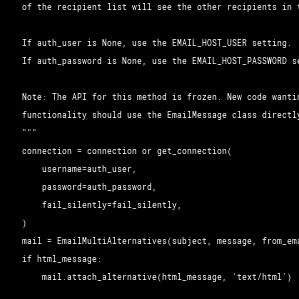 of the recipient list will see the other recipients in
If auth_user is None, use the EMAIL_HOST_USER setting.
If auth_password is None, use the EMAIL_HOST_PASSWORD
Note: The API for this method is frozen. New code
functionality should use the EmailMessage class directly
"""
connection = connection or get_connection(
username=auth_user,
password=auth_password,
fail_silently=fail_silently,
)
mail = EmailMultiAlternatives(subject, message,
if html_message:
mail.attach_alternative(html_message, 'text/html')